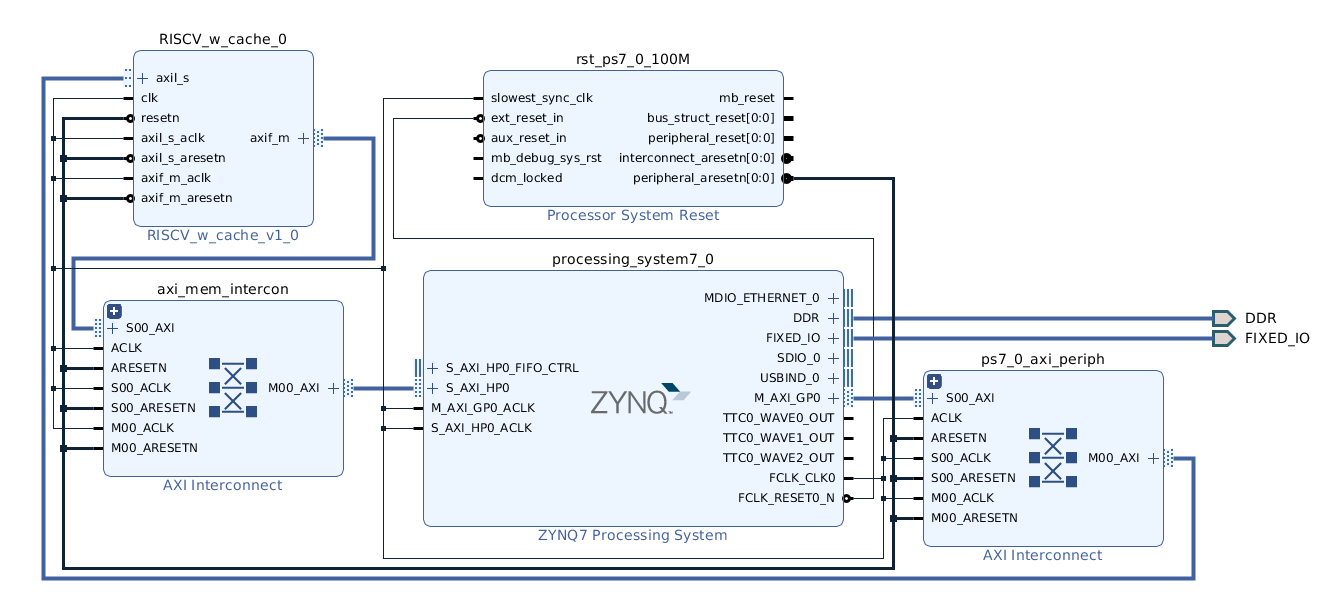 RISCV_w_cache_0
axil_s
clk
resetn
axil_s_aclk
axif_m
axil_s_aresetn
axif_m_aclk
axif_m_aresetn
RISCV_w_cache_v1_0
rst_ps7_0_100M
slowest_sync_clk
mb_reset
ext_reset_in
bus_struct_reset[0:0]
aux_reset_in
peripheral_reset[0:0]
mb_debug_sys_rst
interconnect_aresetn[0:0]
dcm_locked
peripheral_aresetn[0:0]
Processor System Reset
axi_mem_intercon
S00_AXI
ACLK
ARESETN
S00_ACLK
M00_AXI
S00_ARESETN
M00_ACLK
M00_ARESETN
AXI Interconnect
processing_system7_0
MDIO_ETHERNET_0
DDR
FIXED_IO
SDIO_0
S_AXI_HP0_FIFO_CTRL
USBIND_0
S_AXI_HP0
M_AXI_GP0
M_AXI_GP0_ACLK
ZYNQ
TTC0_WAVE0_OUT
S_AXI_HP0_ACLK
TTC0_WAVE1_OUT
TTC0_WAVE2_OUT
FCLK_CLK0
FCLK_RESET0_N
ZYNQ7 Processing System
DDR
FIXED_IO
ps7_0_axi_periph
S00_AXI
ACLK
ARESETN
S00_ACLK
M00_AXI
S00_ARESETN
M00_ACLK
M00_ARESETN
AXI Interconnect